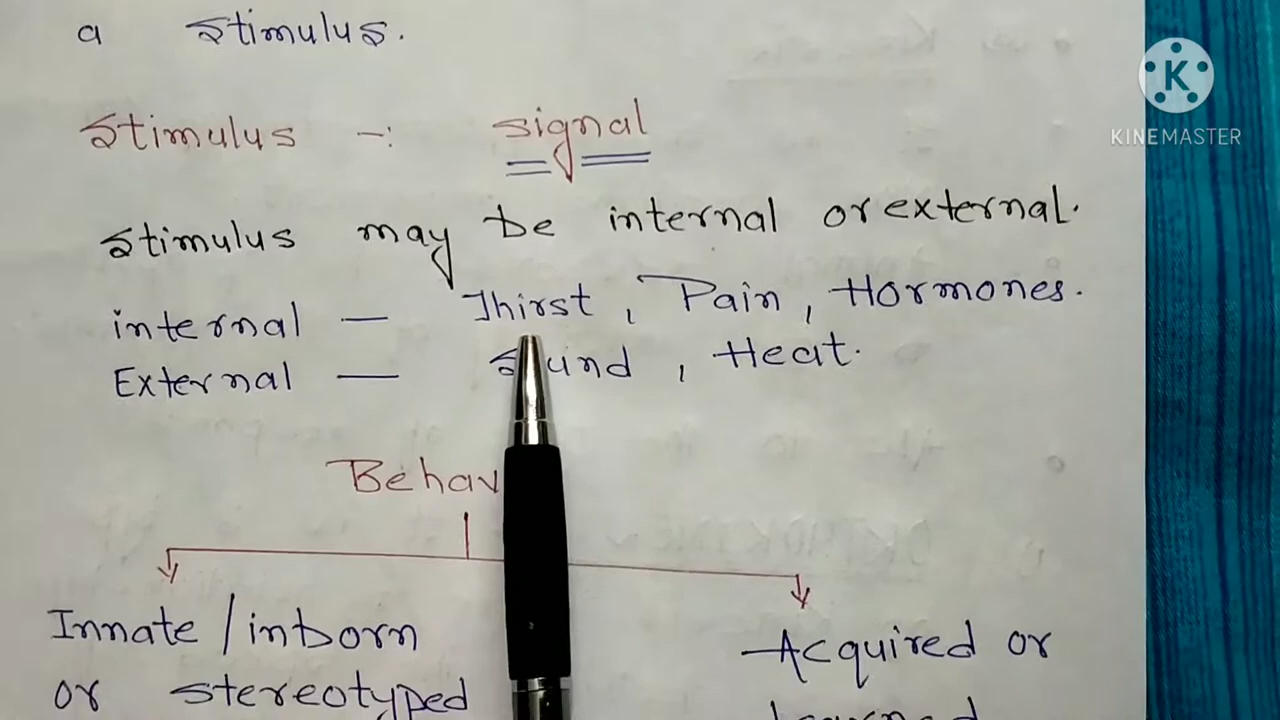 a stimulus.
Stimulus -: signal
Stimulus may be internal or external.
internal — Thirst, Pain, Hormones.
External — und, Heat.
Behav
Innate / inborn
or stereotyped
Acquired or
Learned
KINEMASTER